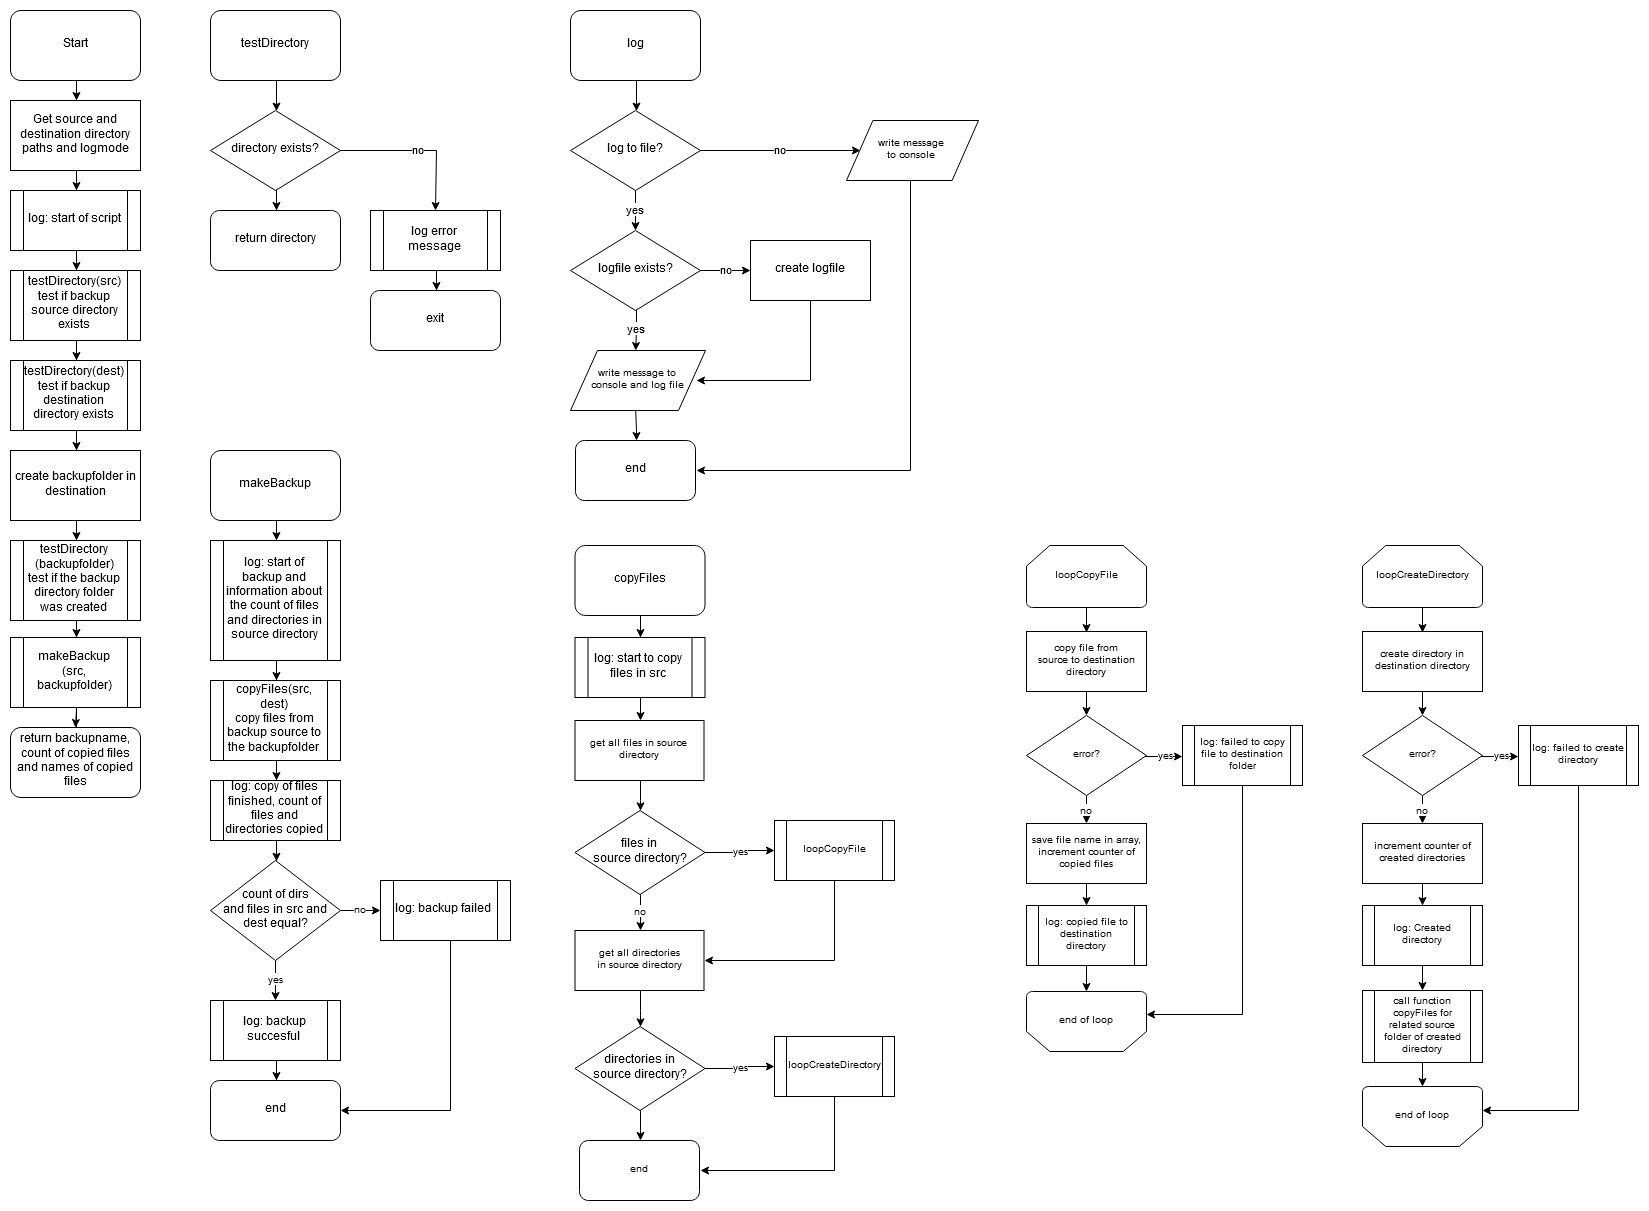 Start
Get source and
destination directory
paths and logmode
log: start of script
testDirectory(src)
test if backup
source directory
exists
testDirectory(dest)
test if backup
destination
directory exists
create backupfolder in
destination
testDirectory
(backupfolder)
test if the backup
directory folder
was created
makeBackup
(src,
backupfolder)
return backupname,
count of copied files
and names of copied
files
testDirectory
directory exists?
no
return directory
log error
message
exit
makeBackup
log: start of
backup and
information about
the count of files
and directories in
source directory
copyFiles(src,
dest)
copy files from
backup source to
the backupfolder
log: copy of files
finished, count of
files and
directories copied
count of dirs
and files in src and
dest equal?
no
log: backup failed
yes
log: backup
succesful
end
log
log to file?
no
write message
to console
yes
logfile exists?
no
create logfile
yes
write message to
console and log file
end
copyFiles
log: start to copy
files in src
get all files in source
directory
files in
source directory?
yes
loopCopyFile
no
get all directories
in source directory
directories in
source directory?
yes
loopCreateDirectory
end
loopCopyFile
copy file from
source to destination
directory
error?
yes
log: failed to copy
file to destination
folder
no
save file name in array,
increment counter of
copied files
log: copied file to
destination
directory
end of loop
loopCreateDirectory
create directory in
destination directory
error?
yes
log: failed to create
directory
no
increment counter of
created directories
log: Created
directory
call function
copyFiles for
related source
folder of created
directory
end of loop